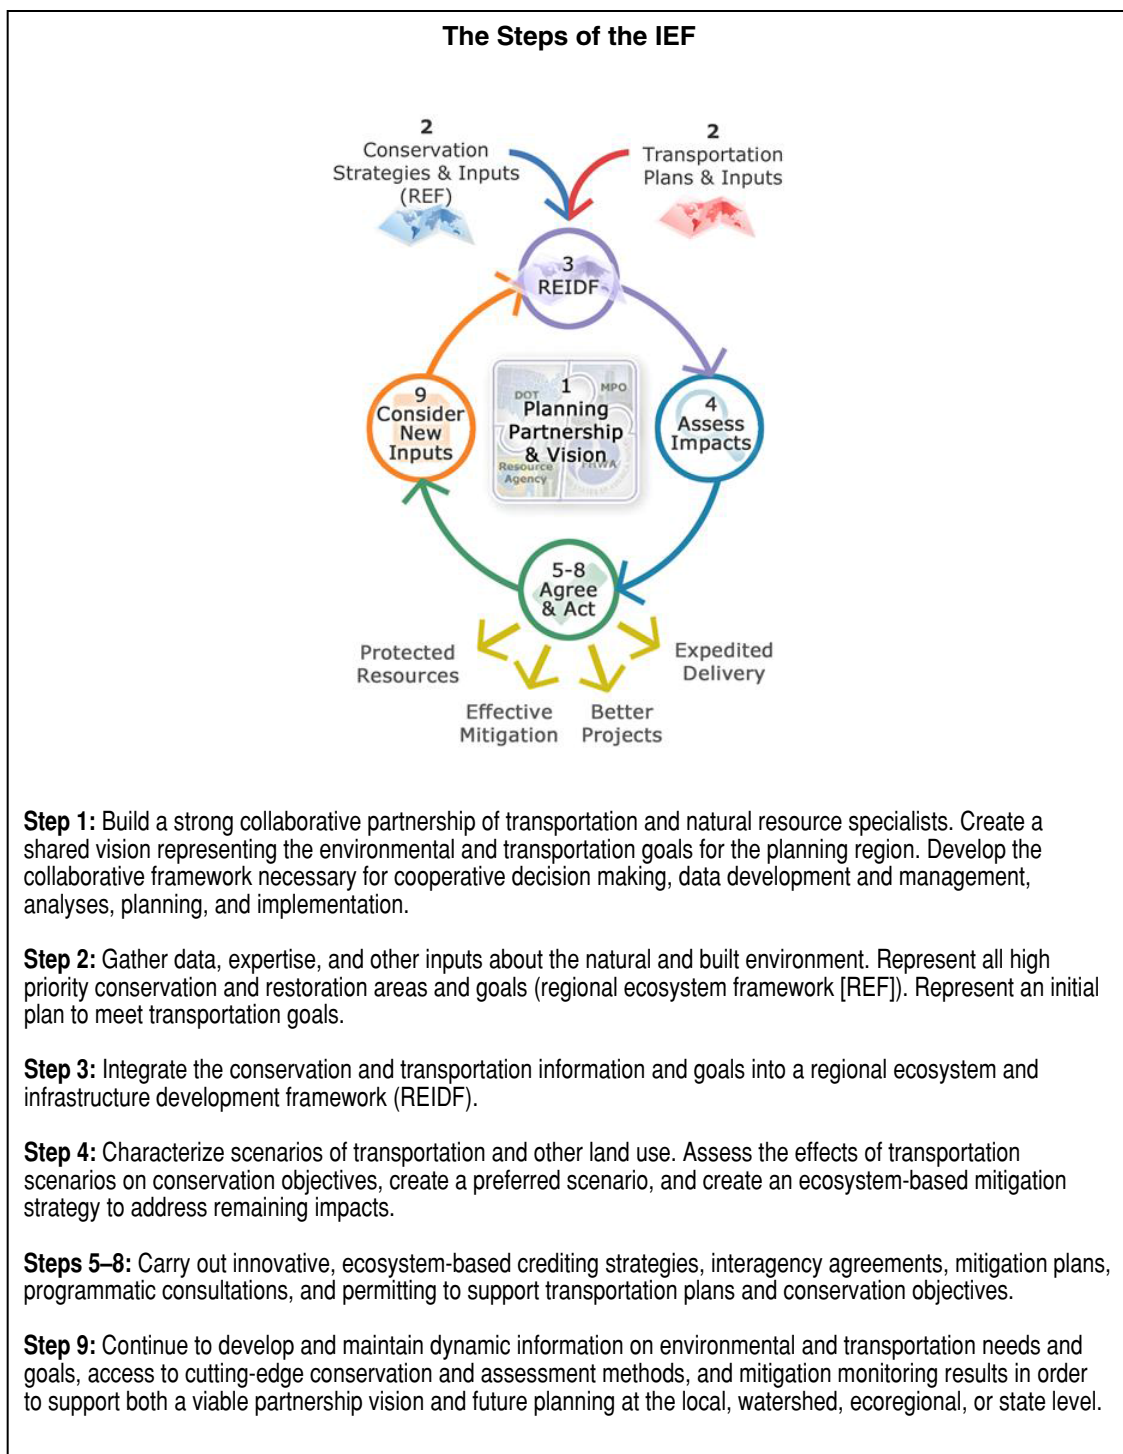 The Steps of the IEF
2
Conservation
Strategies & Inputs
(REF)
2
Transportation
Plans & Inputs
3
REIDF
9
Consider
New
Inputs
DOT
MPO
1
Planning
Partnership
& Vision
Resource
Agency
FHWA
4
Assess
Impacts
5-8
Agree
& Act
Protected
Resources
Effective
Mitigation
Better
Projects
Expedited
Delivery
Step 1: Build a strong collaborative partnership of transportation and natural resource specialists. Create a
shared vision representing the environmental and transportation goals for the planning region. Develop the
collaborative framework necessary for cooperative decision making, data development and management,
analyses, planning, and implementation.
Step 2: Gather data, expertise, and other inputs about the natural and built environment. Represent all high
priority conservation and restoration areas and goals (regional ecosystem framework [REF]). Represent an initial
plan to meet transportation goals.
Step 3: Integrate the conservation and transportation information and goals into a regional ecosystem and
infrastructure development framework (REIDF).
Step 4: Characterize scenarios of transportation and other land use. Assess the effects of transportation
scenarios on conservation objectives, create a preferred scenario, and create an ecosystem-based mitigation
strategy to address remaining impacts.
Steps 5–8: Carry out innovative, ecosystem-based crediting strategies, interagency agreements, mitigation plans,
programmatic consultations, and permitting to support transportation plans and conservation objectives.
Step 9: Continue to develop and maintain dynamic information on environmental and transportation needs and
goals, access to cutting-edge conservation and assessment methods, and mitigation monitoring results in order
to support both a viable partnership vision and future planning at the local, watershed, ecoregional, or state level.